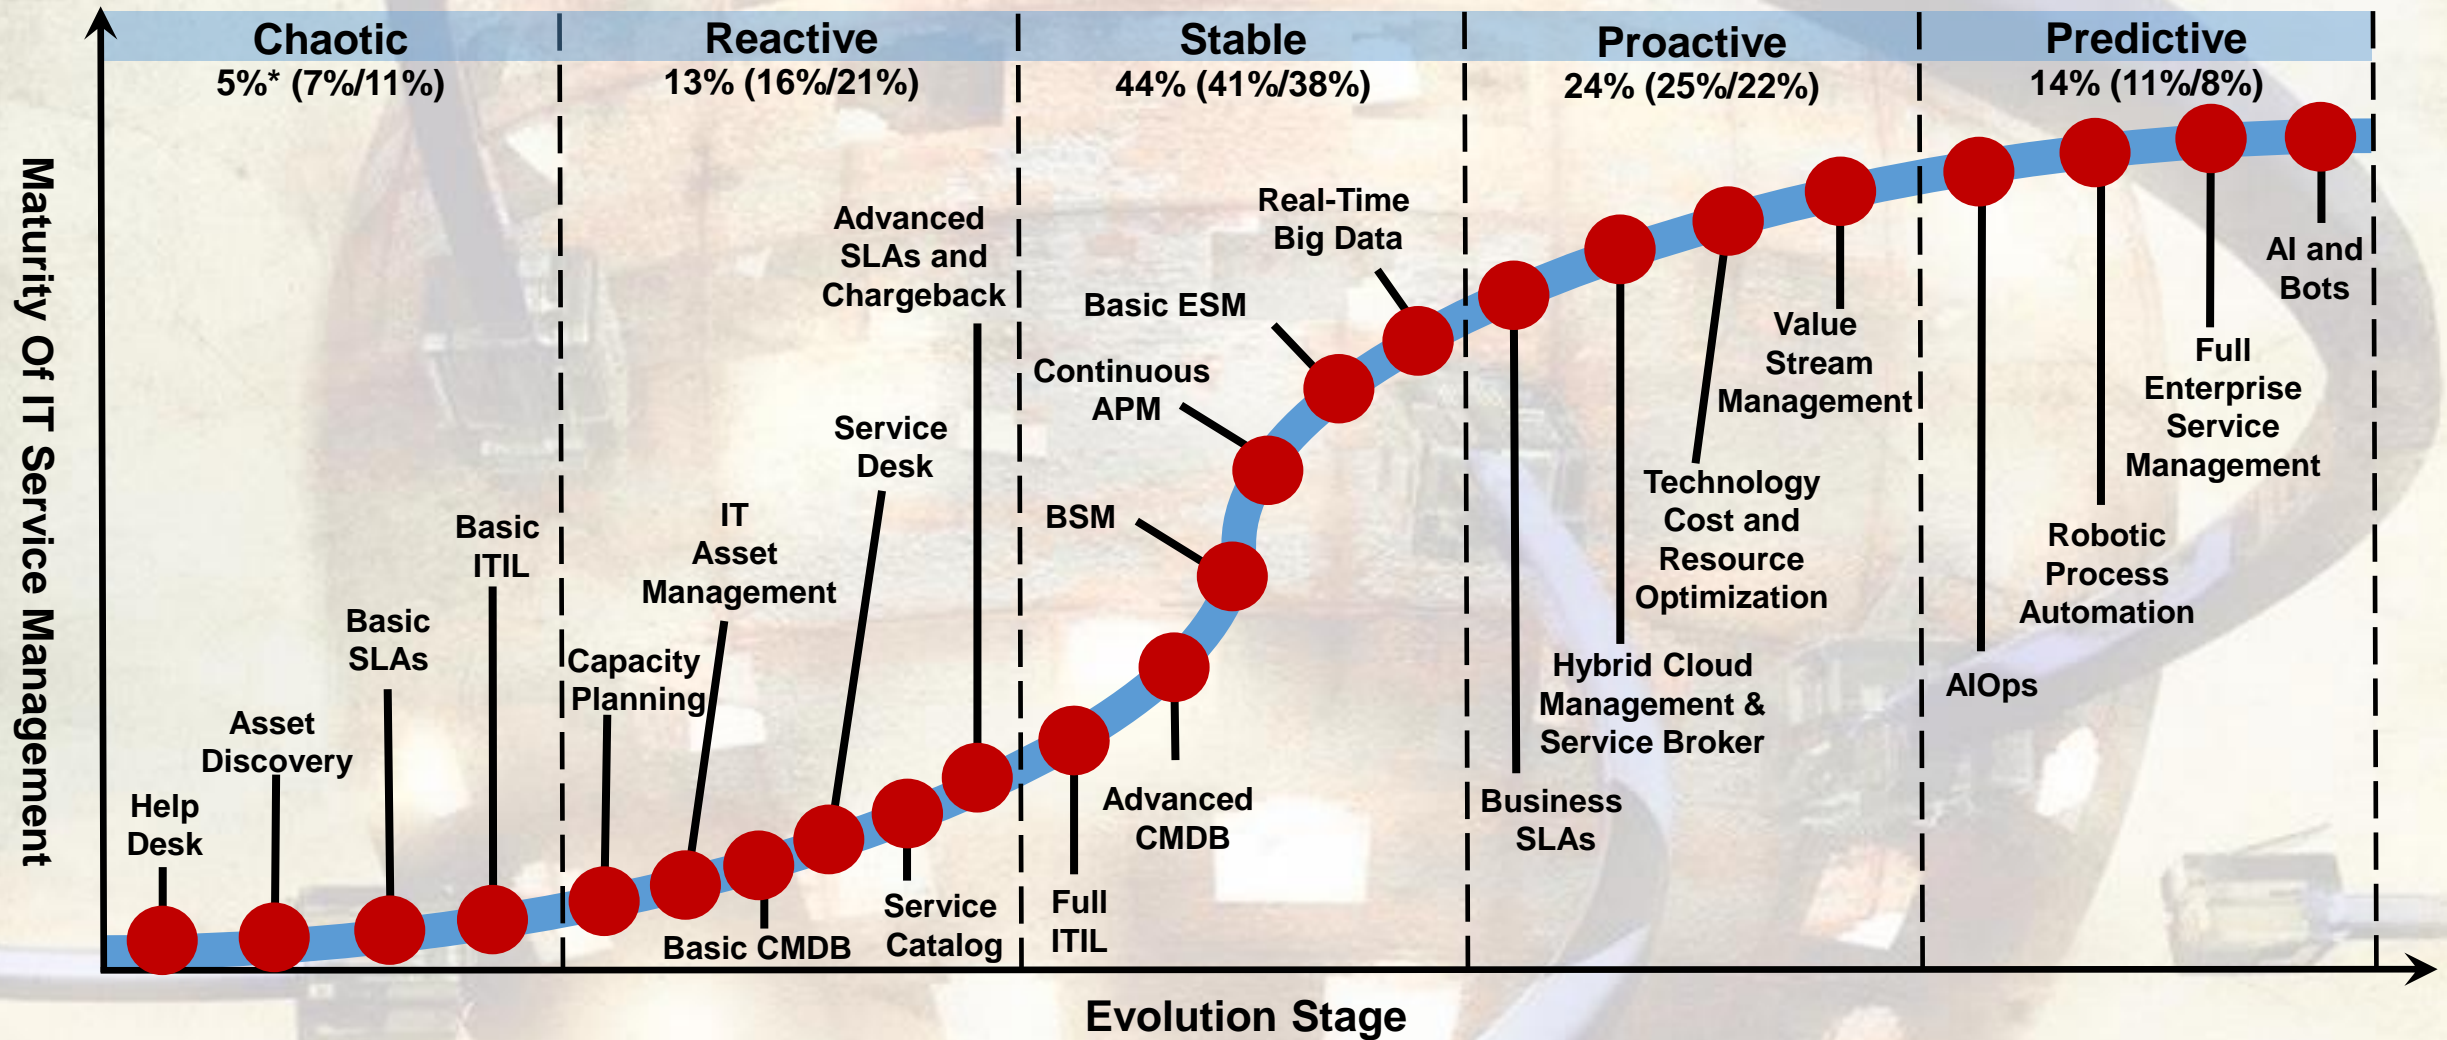 Chaotic
5%* (7%/11%)
Reactive
13% (16%/21%)
Stable
44% (41%/38%)
Proactive
24% (25%/22%)
Predictive
14% (11%/8%)
Maturity Of IT Service Management
Help
Desk
Asset
Discovery
Basic
SLAs
Basic
ITIL
Capacity
Planning
IT
Asset
Management
Basic CMDB
Service
Desk
Service
Catalog
Advanced
SLAs and
Chargeback
Full
ITIL
Advanced
CMDB
BSM
Continuous
APM
Basic ESM
Real-Time
Big Data
Business
SLAs
Hybrid Cloud
Management &
Service Broker
Technology
Cost and
Resource
Optimization
Value
Stream
Management
AIOps
Robotic
Process
Automation
Full
Enterprise
Service
Management
AI and
Bots
Evolution Stage